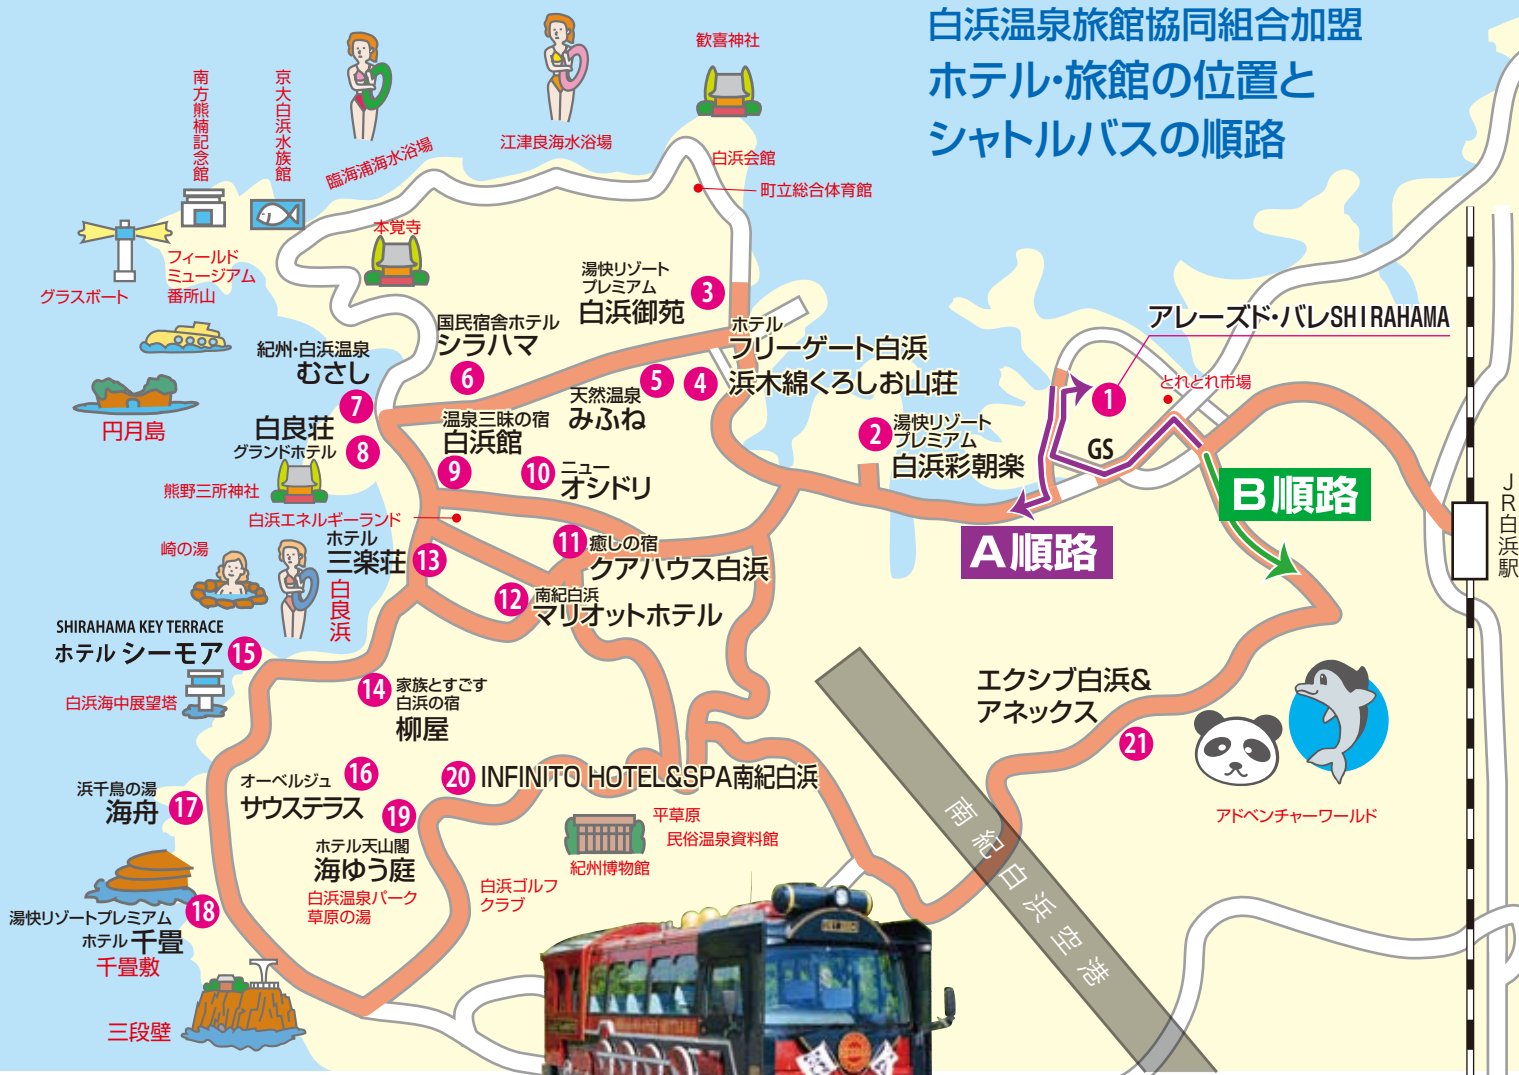 白浜温泉旅館協同組合加盟
ホテル・旅館の位置と
シャトルバスの順路
歓喜神社
南方熊楠記念館
京大白浜水族館
臨海浦海水浴場
江津良海水浴場
白浜会館
町立総合体育館
本覚寺
グラスボート
フィールド
ミュージアム
番所山
湯快リゾート
プレミアム
白浜御苑
3
国民宿舎ホテル
シラハマ
6
ホテル
フリーゲート白浜
浜木綿くろしお山荘
5
4
天然温泉
みふね
アレーズド・バレSHIRAHAMA
1
とれとれ市場
GS
紀州・白浜温泉
むさし
7
円月島
白良荘
グランドホテル
8
温泉三昧の宿
白浜館
9
10
ニュー
オシドリ
2
湯快リゾート
プレミアム
白浜彩朝楽
A順路
B順路
JR白浜駅
熊野三所神社
白浜エネルギーランド
ホテル
三楽荘
13
崎の湯
白良浜
11
癒しの宿
クアハウス白浜
12
南紀白浜
マリオットホテル
SHIRAHAMA KEY TERRACE
ホテル シーモア
15
白浜海中展望塔
14
家族とすごす
白浜の宿
柳屋
エクシブ白浜&
アネックス
21
アドベンチャーワールド
浜千鳥の湯
海舟
17
オーベルジュ
サウステラス
16
20
INFINITO HOTEL&SPA南紀白浜
19
ホテル天山閣
海ゆう庭
白浜温泉パーク
草原の湯
平草原
民俗温泉資料館
紀州博物館
白浜ゴルフ
クラブ
南紀白浜空港
湯快リゾートプレミアム
ホテル 千畳
18
千畳敷
三段壁